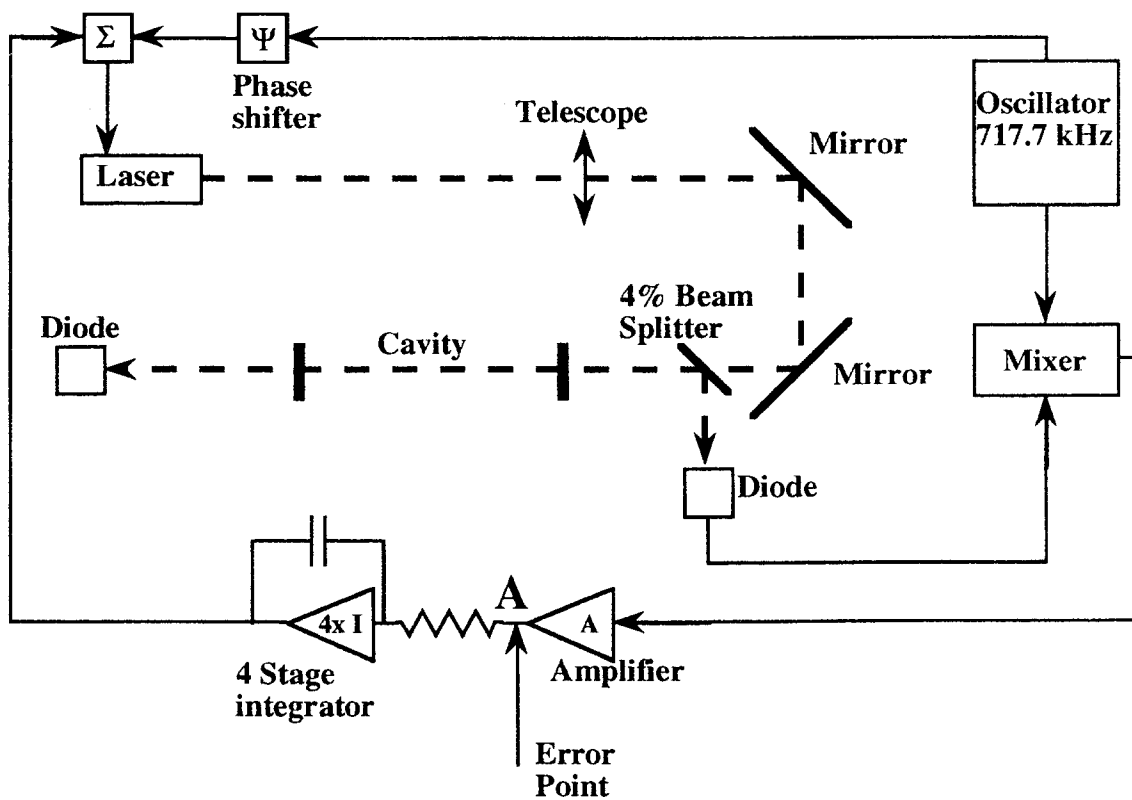 Σ
Ψ
Phase
shifter
Oscillator
717.7 kHz
Telescope
Mirror
Laser
4% Beam
Splitter
Diode
Cavity
Mirror
Mixer
Diode
A
4x I
A
4 Stage
integrator
Amplifier
Error
Point